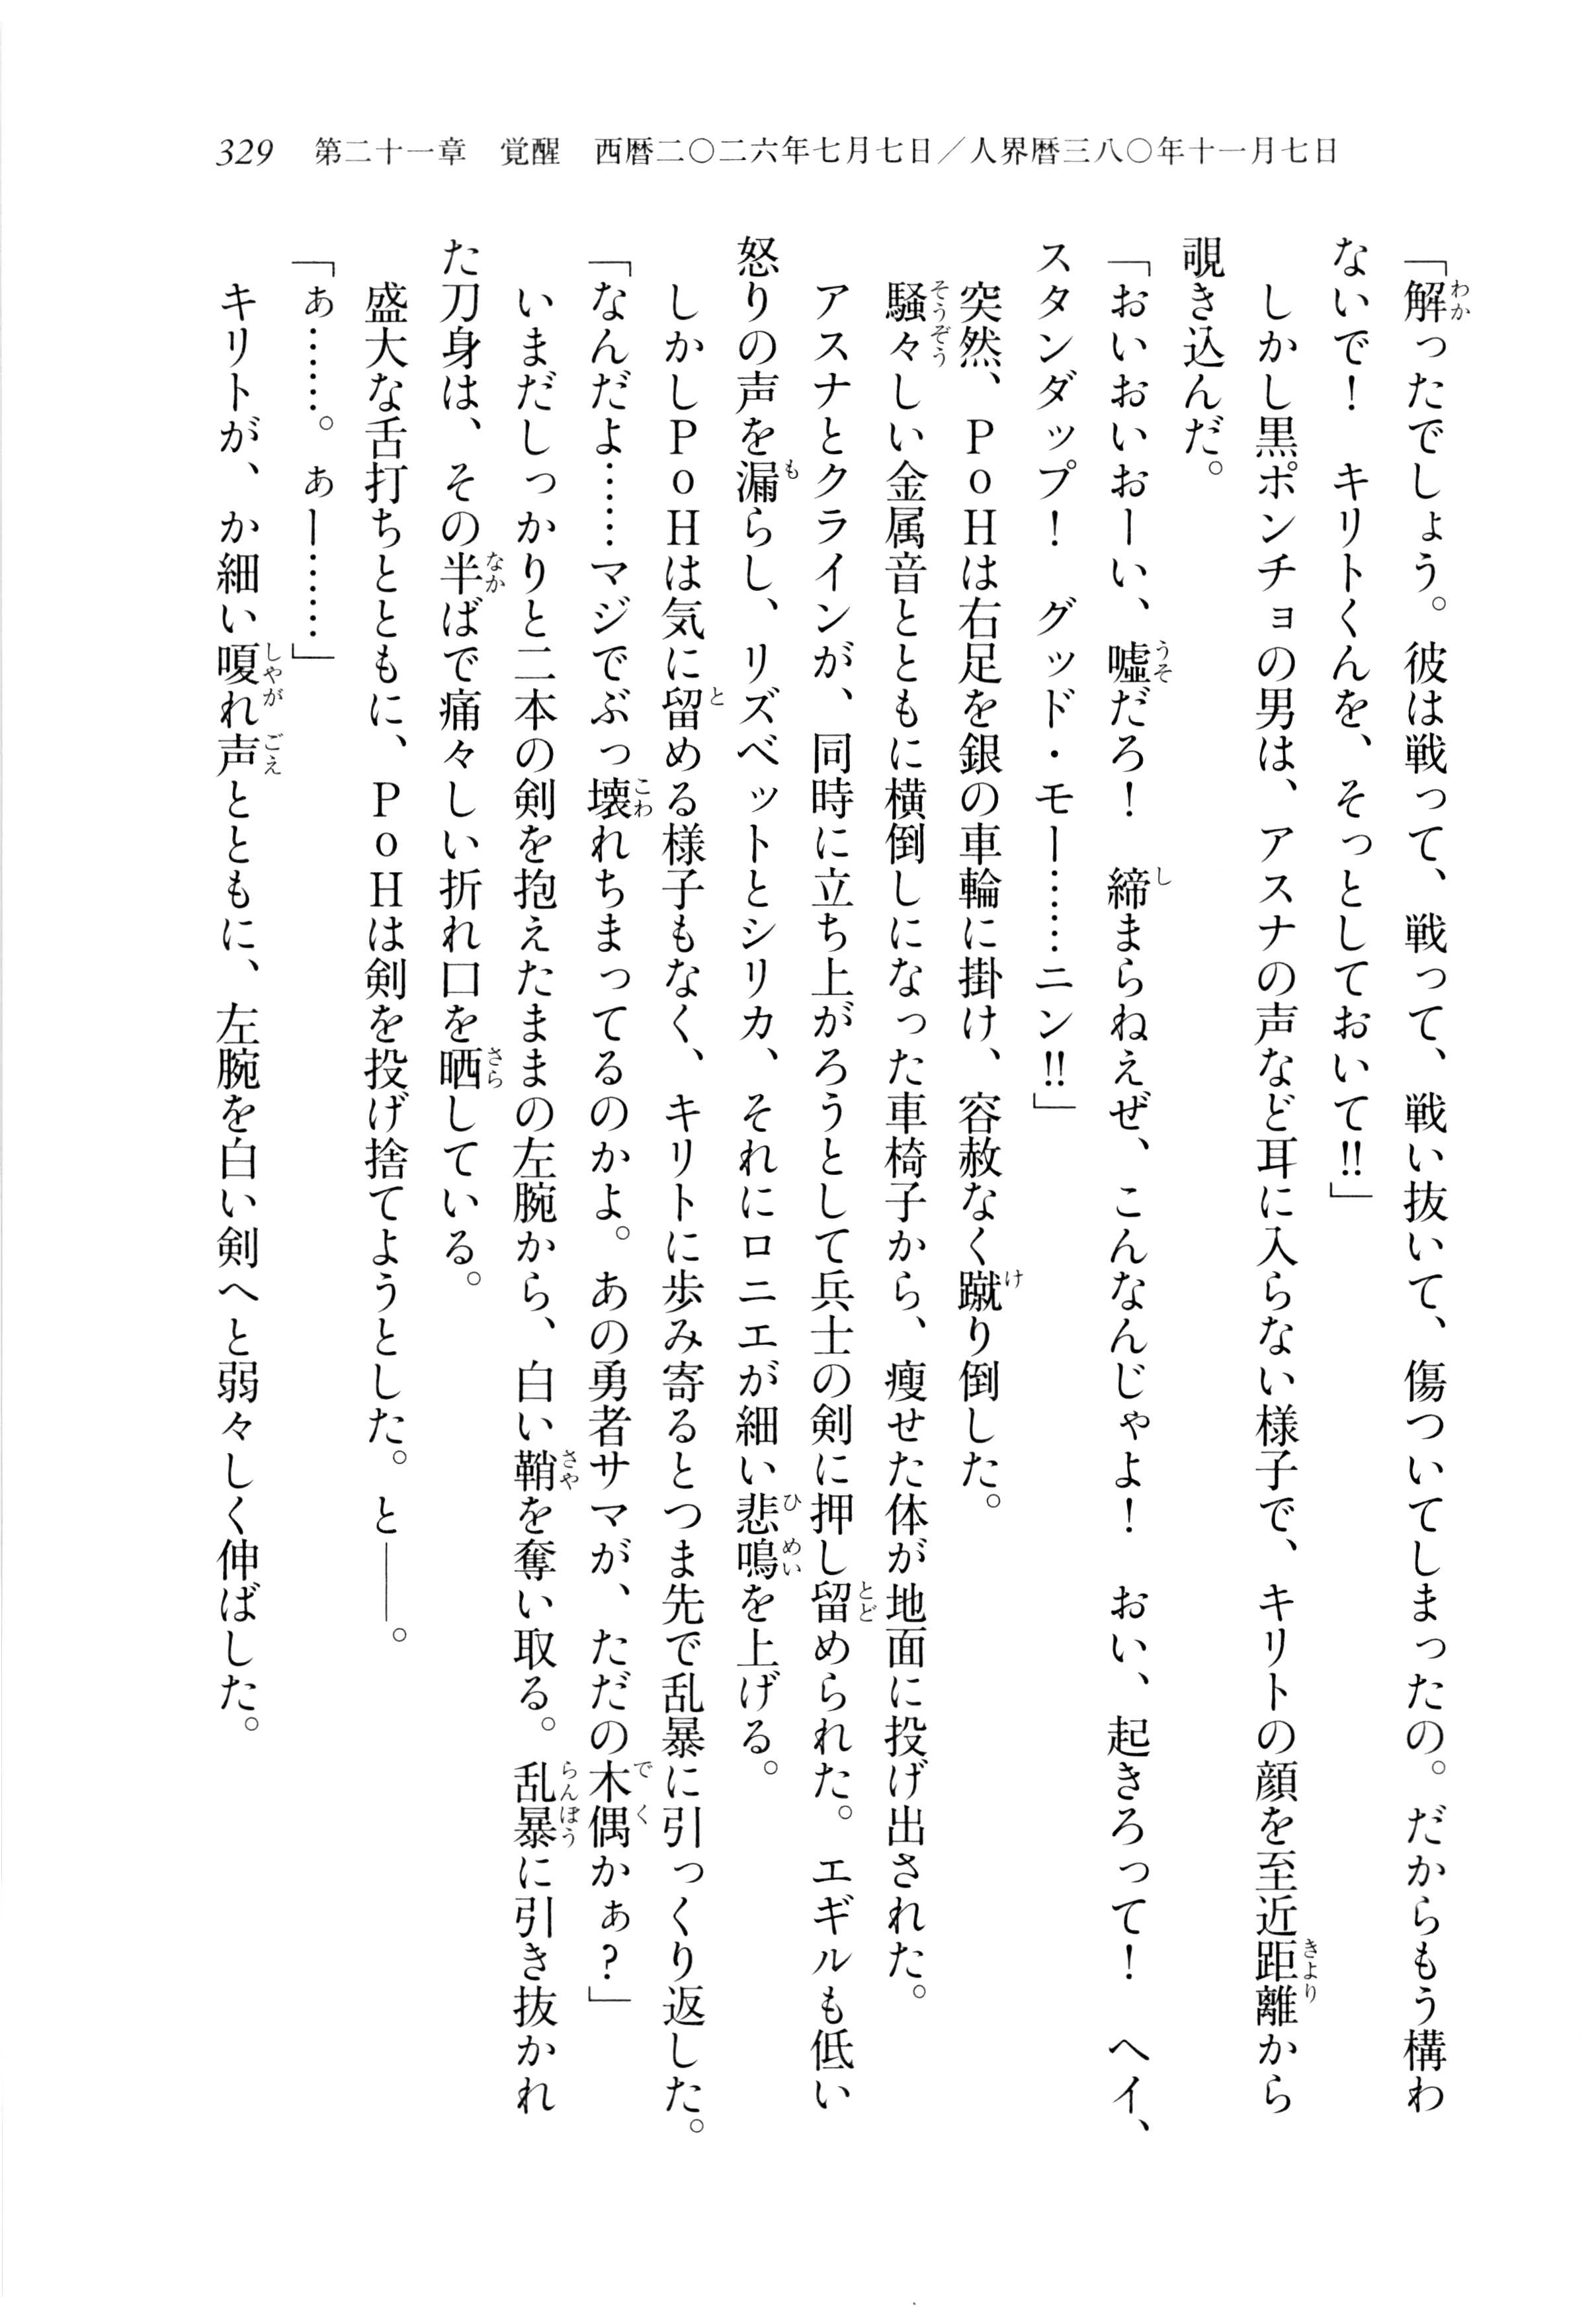 329　第二十一章　覚醒　西暦二〇二六年七月七日／人界暦三八〇年十一月七日
「解ったでしょう。彼は戦って、戦って、戦い抜いて、傷ついてしまったの。だからもう構わ
ないで！　キリトくんを、そっとしておいて!!」
　しかし黒ポンチョの男は、アスナの声など耳に入らない様子で、キリトの顔を至近距離から
覗き込んだ。
「おいおいおーい、嘘だろ！　締まらねえぜ、こんなんじゃよ！　おい、起きろって！　ヘイ、
スタンダップ！　グッド・モー……ニン!!」
　突然、ＰｏＨは右足を銀の車輪に掛け、容赦なく蹴り倒した。
　騒々しい金属音とともに横倒しになった車椅子から、痩せた体が地面に投げ出された。
　アスナとクラインが、同時に立ち上がろうとして兵士の剣に押し留められた。エギルも低い
怒りの声を漏らし、リズベットとシリカ、それにロニエが細い悲鳴を上げる。
　しかしＰｏＨは気に留める様子もなく、キリトに歩み寄るとつま先で乱暴に引っくり返した。
「なんだよ……マジでぶっ壊れちまってるのかよ。あの勇者サマが、ただの木偶かぁ？」
　いまだしっかりと二本の剣を抱えたままの左腕から、白い鞘を奪い取る。乱暴に引き抜かれ
た刀身は、その半ばで痛々しい折れ口を晒している。
　盛大な舌打ちとともに、ＰｏＨは剣を投げ捨てようとした。と――。
「あ……。あー……」
　キリトが、か細い嗄れ声とともに、左腕を白い剣へと弱々しく伸ばした。